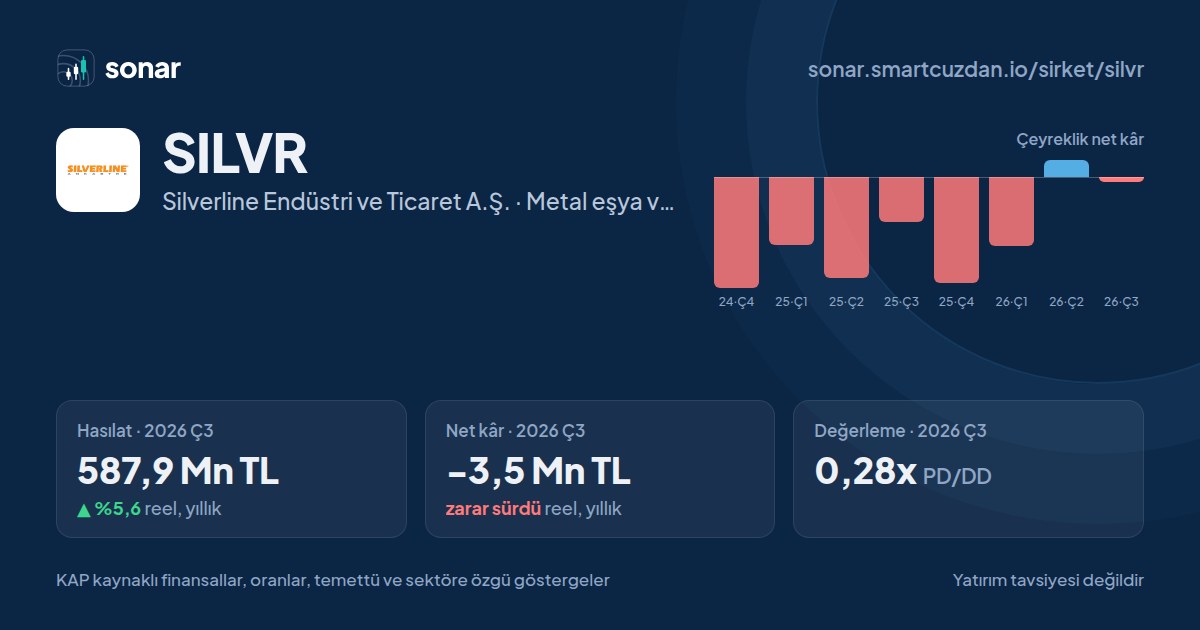 sonar
sonar.smartcuzdan.io/sirket/silvr
SILVERLINE
SILVR
Silverline Endüstri ve Ticaret A.Ş. · Metal eşya v…
Çeyreklik net kâr
24·Ç4 25·Ç1 25·Ç2 25·Ç3 25·Ç4 26·Ç1 26·Ç2 26·Ç3
Hasılat · 2026 Ç3
587,9 Mn TL
▲ %5,6 reel, yıllık
Net kâr · 2026 Ç3
−3,5 Mn TL
zarar sürdü reel, yıllık
Değerleme · 2026 Ç3
0,28x PD/DD
KAP kaynaklı finansallar, oranlar, temettü ve sektöre özgü göstergeler
Yatırım tavsiyesi değildir